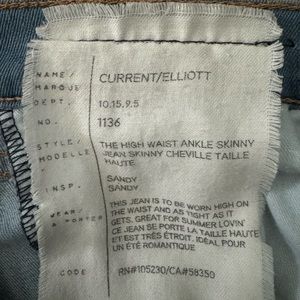 NAME / MARQUE CURRENT/ELLIOTT
DEPT. 10.15.9.5
NO. 1136
STYLE / MODELLE THE HIGH WAIST ANKLE SKINNY
JEAN SKINNY CHEVILLE TAILLE
HAUTE
INSP. SANDY
SANDY
WEAR / A PORTER THIS JEAN IS TO BE WORN HIGH ON
THE WAIST AND AS TIGHT AS IT
GETS, GREAT FOR SUMMER LOVIN'
CE JEAN SE PORTE LA TAILLE HAUTE
ET EST TRÈS ÉTROIT, IDÉAL POUR
UN ÉTÉ ROMANTIQUE
CODE RN#105230/CA#58350